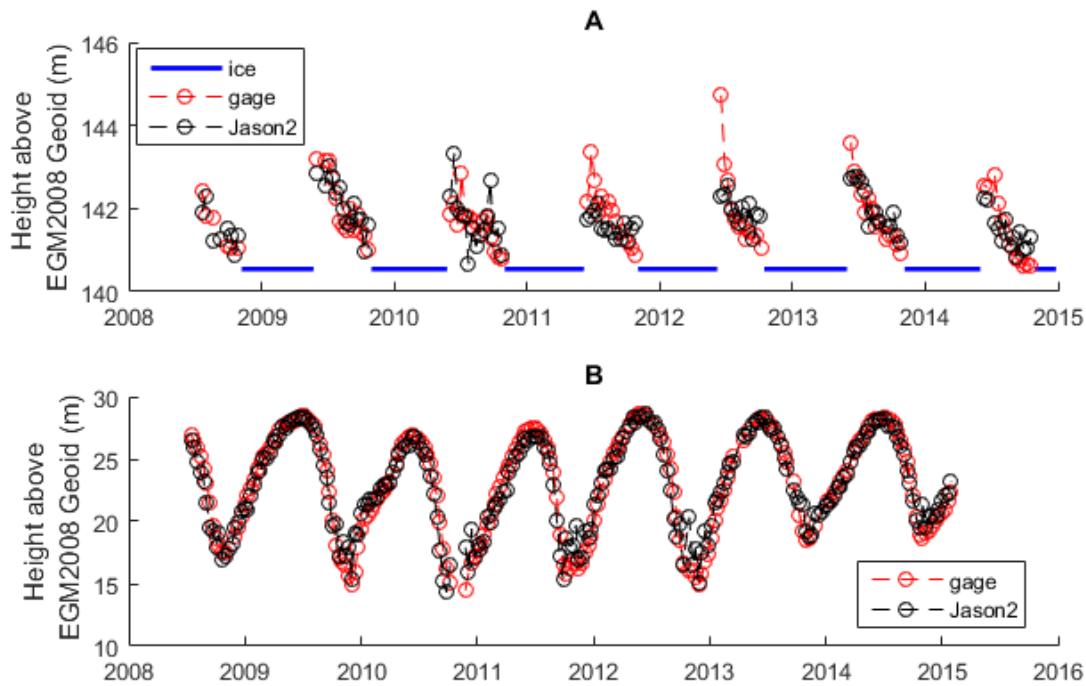 A
Height above
EGM2008 Geoid (m)
146
144
142
140
ice
gage
Jason2
2008 2009 2010 2011 2012 2013 2014 2015
B
Height above
EGM2008 Geoid (m)
30
25
20
15
10
gage
Jason2
2008 2009 2010 2011 2012 2013 2014 2015 2016